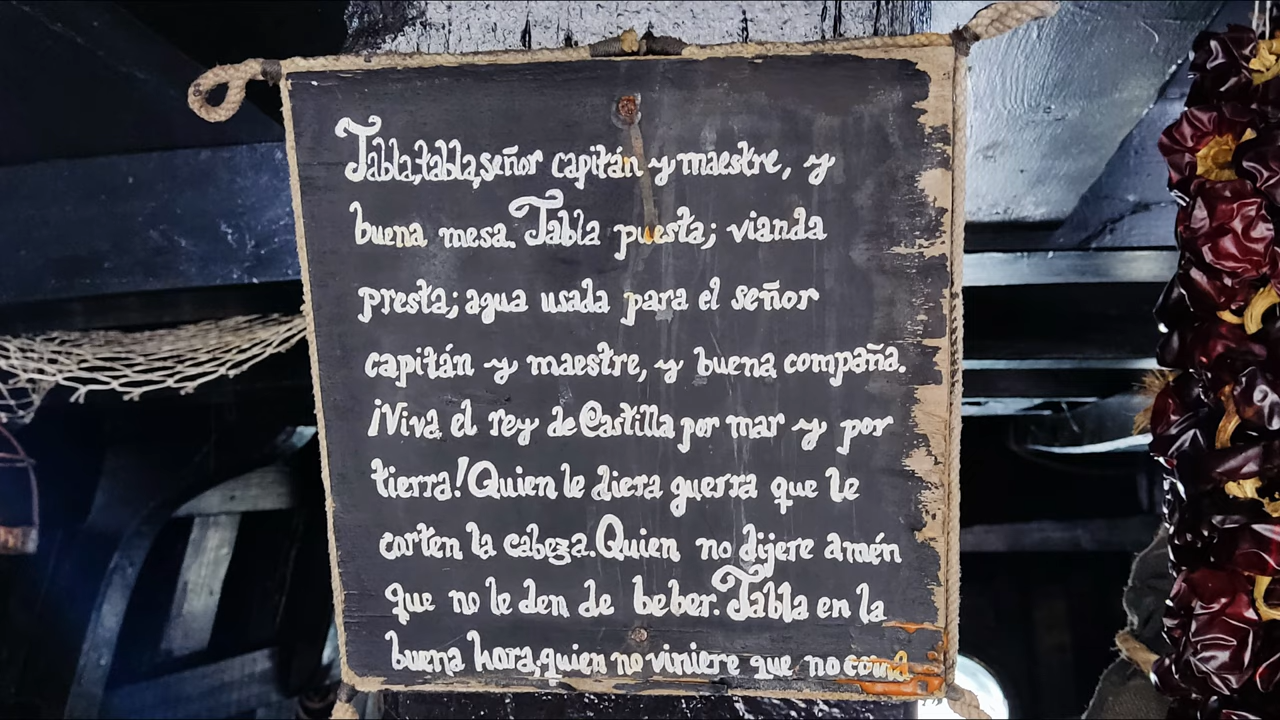 Tabla,tabla,señor capitán y maestre, y
buena mesa. Tabla puesta; vianda
presta; agua usada para el señor
capitán y maestre, y buena compaña.
¡Viva el rey de Castilla por mar y por
tierra! Quien le diera guerra que le
corten la cabeza. Quien no dijere amén
que no le den de beber. Tabla en la
buena hora, quien no viniere que no coma.